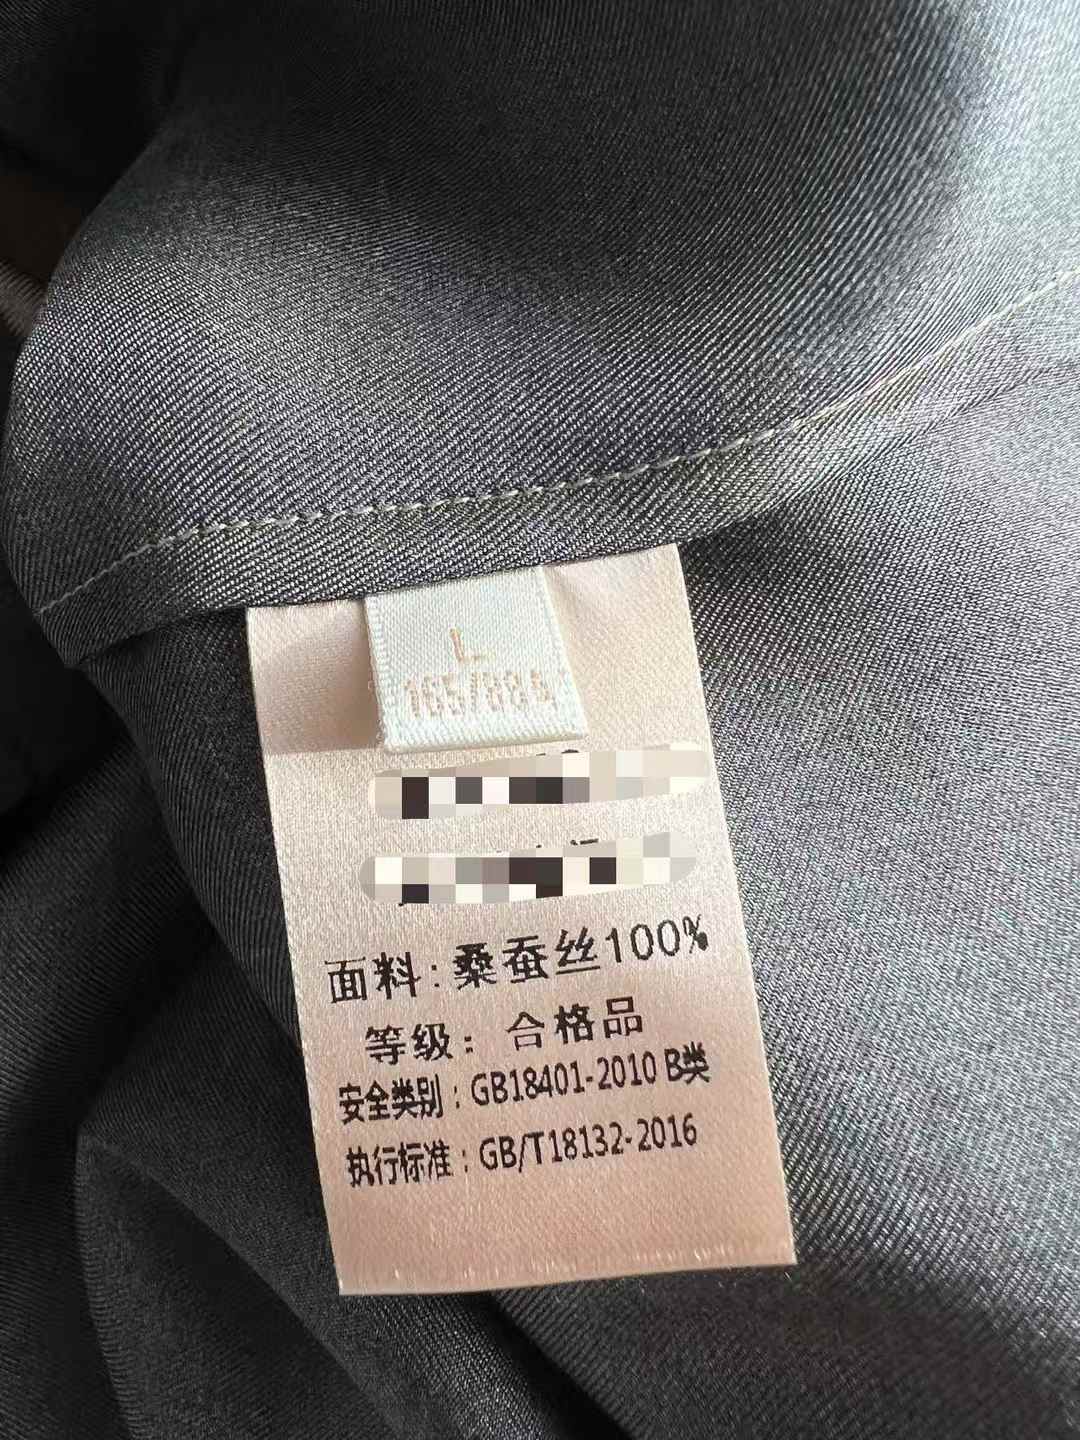 L
165/88A
面料:桑蚕丝100%
等级: 合格品
安全类别:GB18401-2010 B类
执行标准:GB/T18132-2016